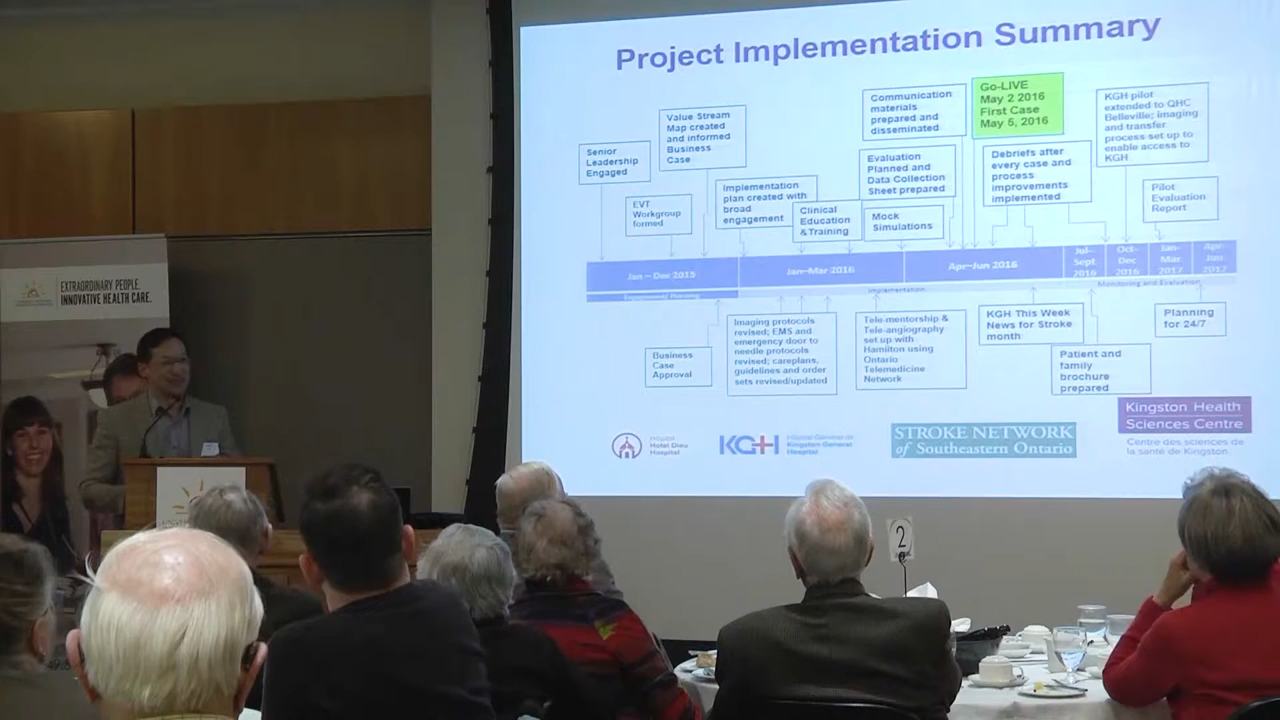 Project Implementation Summary
Senior
Leadership
Engaged
Value Stream
Map created
and informed
Business
Case
EVT
Workgroup
formed
Implementation
plan created with
broad
engagement
Clinical
Education
&Training
Communication
materials
prepared and
disseminated
Evaluation
Planned and
Data Collection
Sheet prepared
Mock
Simulations
Go-LIVE
May 2 2016
First Case
May 5, 2016
Debriefs after
every case and
process
improvements
implemented
KGH pilot
extended to QHC
Belleville; imaging
and transfer
process set up to
enable access to
KGH
Pilot
Evaluation
Report
Jan – Dec 2015
Jan–Mar 2016
Apr–Jun 2016
Jul-
Sept
2016
Oct-
Dec
2016
Jan-
Mar
2017
Apr-
Jun
2017
Engagement/ Planning
Implementation
Monitoring and Evaluation
Business
Case
Approval
Imaging protocols
revised; EMS and
emergency door to
needle protocols
revised; careplans,
guidelines and order
sets revised/updated
Tele-mentorship &
Tele-angiography
set up with
Hamilton using
Ontario
Telemedicine
Network
KGH This Week
News for Stroke
month
Patient and
family
brochure
prepared
Planning
for 24/7
Hôpital
Hotel Dieu
Hospital
KGH
Hôpital Général de
Kingston General
Hospital
STROKE NETWORK
of Southeastern Ontario
Kingston Health
Sciences Centre
Centre des sciences de
la santé de Kingston
EXTRAORDINARY PEOPLE.
INNOVATIVE HEALTH CARE.
2